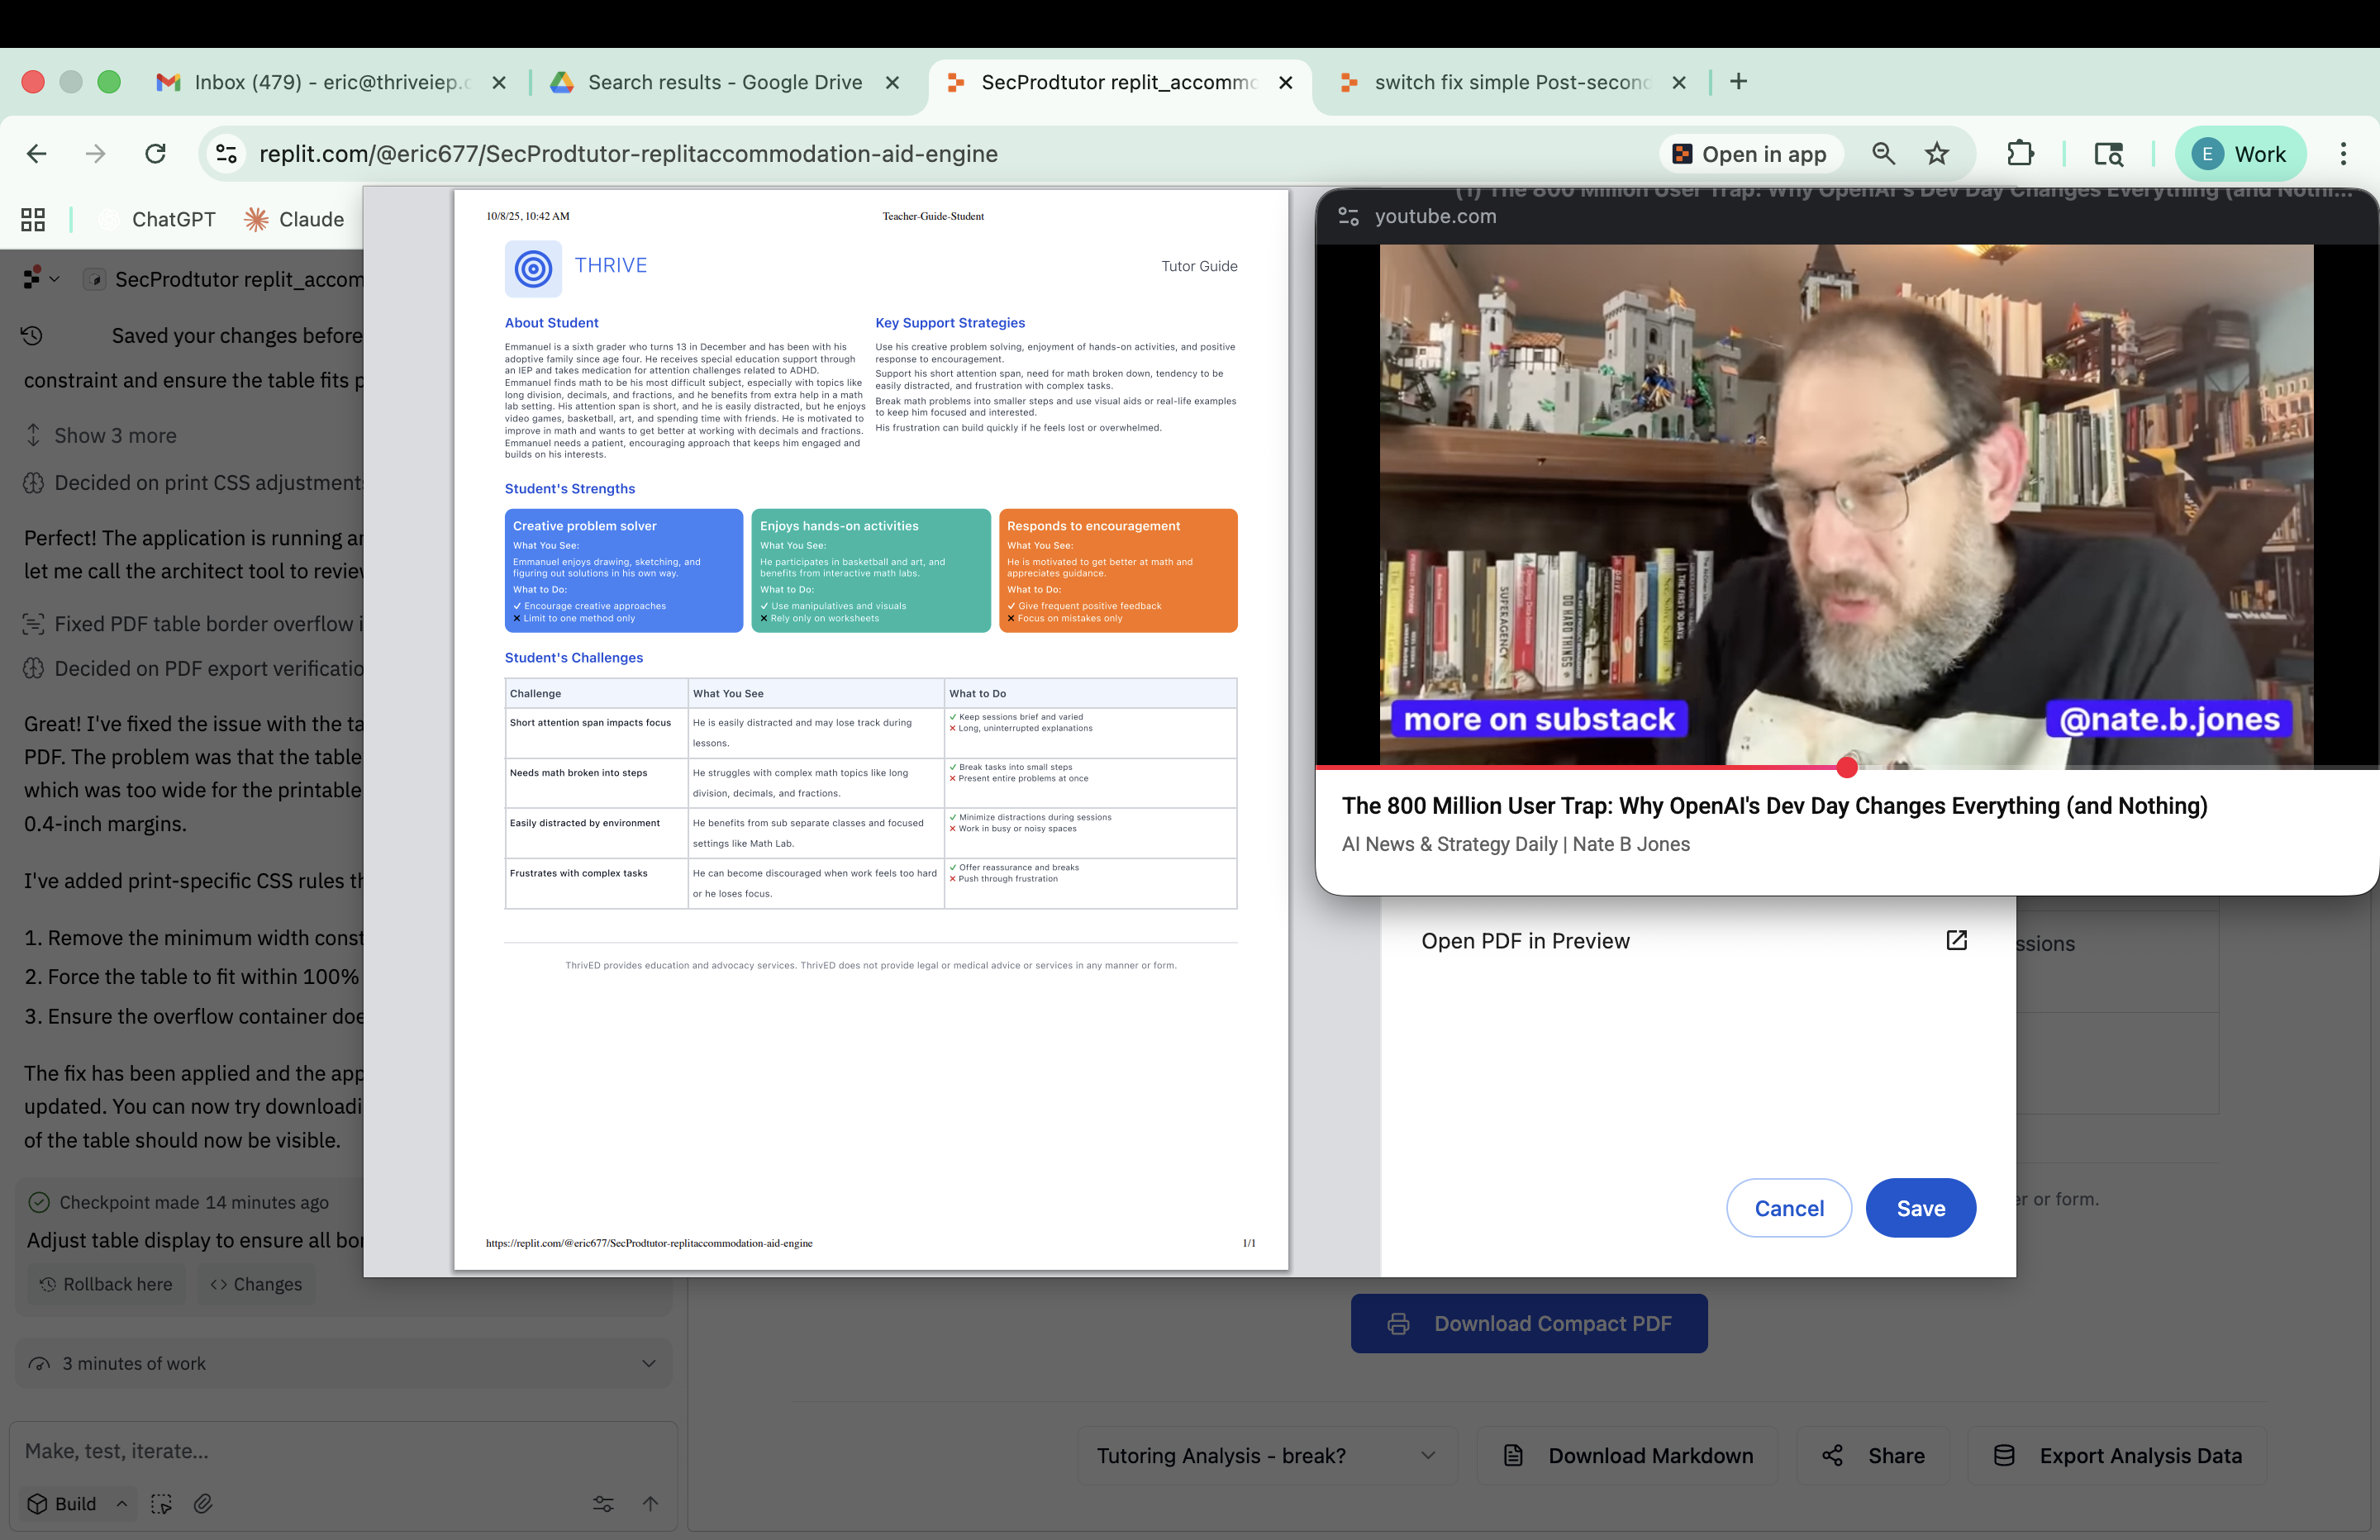 Inbox (479) - eric@thriveiep.c
Search results - Google Drive
SecProdtutor replit_accommo
switch fix simple Post-second
replit.com/@eric677/SecProdtutor-replitaccommodation-aid-engine
Open in app
E
Work
ChatGPT
Claude
SecProdtutor replit_accom
Saved your changes before
constraint and ensure the table fits p
Show 3 more
Decided on print CSS adjustment
Perfect! The application is running an
let me call the architect tool to review
Fixed PDF table border overflow i
Decided on PDF export verificatio
Great! I've fixed the issue with the ta
PDF. The problem was that the table
which was too wide for the printable
0.4-inch margins.
I've added print-specific CSS rules th
1. Remove the minimum width const
2. Force the table to fit within 100%
3. Ensure the overflow container doe
The fix has been applied and the app
updated. You can now try downloadi
of the table should now be visible.
Checkpoint made 14 minutes ago
Adjust table display to ensure all bor
Rollback here
Changes
3 minutes of work
Make, test, iterate...
Build
10/8/25, 10:42 AM
Teacher-Guide-Student
THRIVE
Tutor Guide
About Student
Emmanuel is a sixth grader who turns 13 in December and has been with his
adoptive family since age four. He receives special education support through
an IEP and takes medication for attention challenges related to ADHD.
Emmanuel finds math to be his most difficult subject, especially with topics like
long division, decimals, and fractions, and he benefits from extra help in a math
lab setting. His attention span is short, and he is easily distracted, but he enjoys
video games, basketball, art, and spending time with friends. He is motivated to
improve in math and wants to get better at working with decimals and fractions.
Emmanuel needs a patient, encouraging approach that keeps him engaged and
builds on his interests.
Key Support Strategies
Use his creative problem solving, enjoyment of hands-on activities, and positive
response to encouragement.
Support his short attention span, need for math broken down, tendency to be
easily distracted, and frustration with complex tasks.
Break math problems into smaller steps and use visual aids or real-life examples
to keep him focused and interested.
His frustration can build quickly if he feels lost or overwhelmed.
Student's Strengths
Creative problem solver
What You See:
Emmanuel enjoys drawing, sketching, and
figuring out solutions in his own way.
What to Do:
✓ Encourage creative approaches
✕ Limit to one method only
Enjoys hands-on activities
What You See:
He participates in basketball and art, and
benefits from interactive math labs.
What to Do:
✓ Use manipulatives and visuals
✕ Rely only on worksheets
Responds to encouragement
What You See:
He is motivated to get better at math and
appreciates guidance.
What to Do:
✓ Give frequent positive feedback
✕ Focus on mistakes only
Student's Challenges
Challenge
What You See
What to Do
Short attention span impacts focus
He is easily distracted and may lose track during
lessons.
✓ Keep sessions brief and varied
✕ Long, uninterrupted explanations
Needs math broken into steps
He struggles with complex math topics like long
division, decimals, and fractions.
✓ Break tasks into small steps
✕ Present entire problems at once
Easily distracted by environment
He benefits from sub separate classes and focused
settings like Math Lab.
✓ Minimize distractions during sessions
✕ Work in busy or noisy spaces
Frustrates with complex tasks
He can become discouraged when work feels too hard
or he loses focus.
✓ Offer reassurance and breaks
✕ Push through frustration
ThrivED provides education and advocacy services. ThrivED does not provide legal or medical advice or services in any manner or form.
https://replit.com/@eric677/SecProdtutor-replitaccommodation-aid-engine
1/1
(1) The 800 Million User Trap: Why OpenAI's Dev Day Changes Everything (and Nothi...
youtube.com
SUPERAGENCY
more on substack
@nate.b.jones
The 800 Million User Trap: Why OpenAI's Dev Day Changes Everything (and Nothing)
AI News & Strategy Daily | Nate B Jones
Open PDF in Preview
ssions
Cancel
Save
er or form.
Download Compact PDF
Tutoring Analysis - break?
Download Markdown
Share
Export Analysis Data